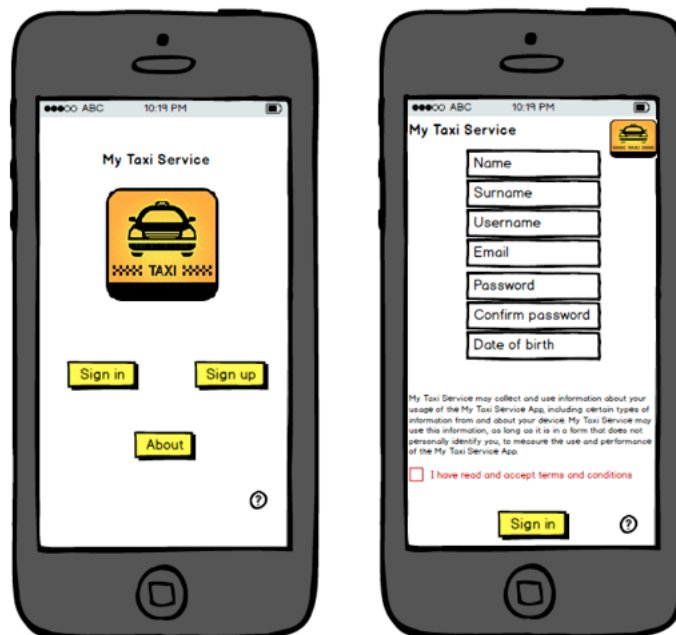 ABC 10:19 PM
My Taxi Service
TAXI
Sign in Sign up
About
?
ABC 10:19 PM
My Taxi Service
TAXI
Name
Surname
Username
Email
Password
Confirm password
Date of birth
My Taxi Service may collect and use information about your
usage of the My Taxi Service App, including certain types of
information from and about your device. My Taxi Service may
use this information, as long as it is in a form that does not
personally identify you, to measure the use and performance
of the My Taxi Service App.
I have read and accept terms and conditions
Sign in
?